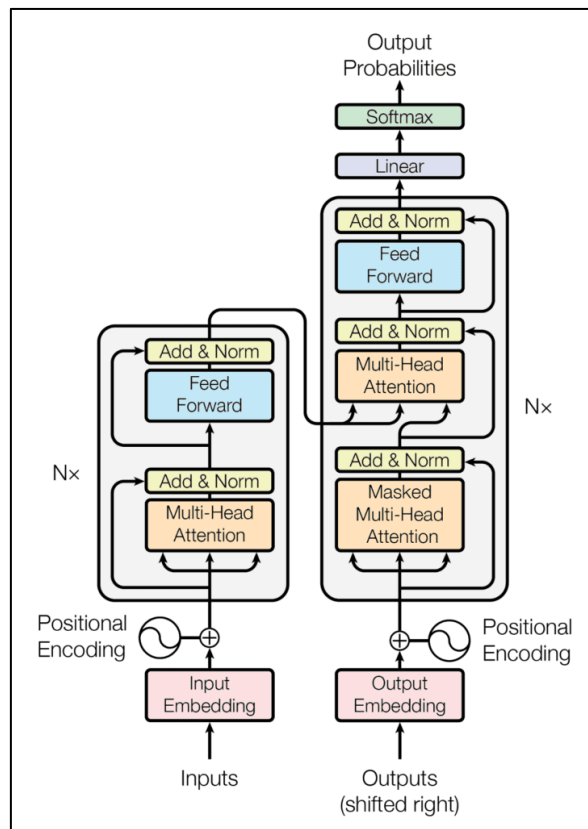 Output
Probabilities
Softmax
Linear
Add & Norm
Feed
Forward
Add & Norm
Multi-Head
Attention
Add & Norm
Masked
Multi-Head
Attention
N×
Add & Norm
Feed
Forward
Add & Norm
Multi-Head
Attention
N×
Positional
Encoding
Positional
Encoding
Input
Embedding
Output
Embedding
Inputs
Outputs
(shifted right)